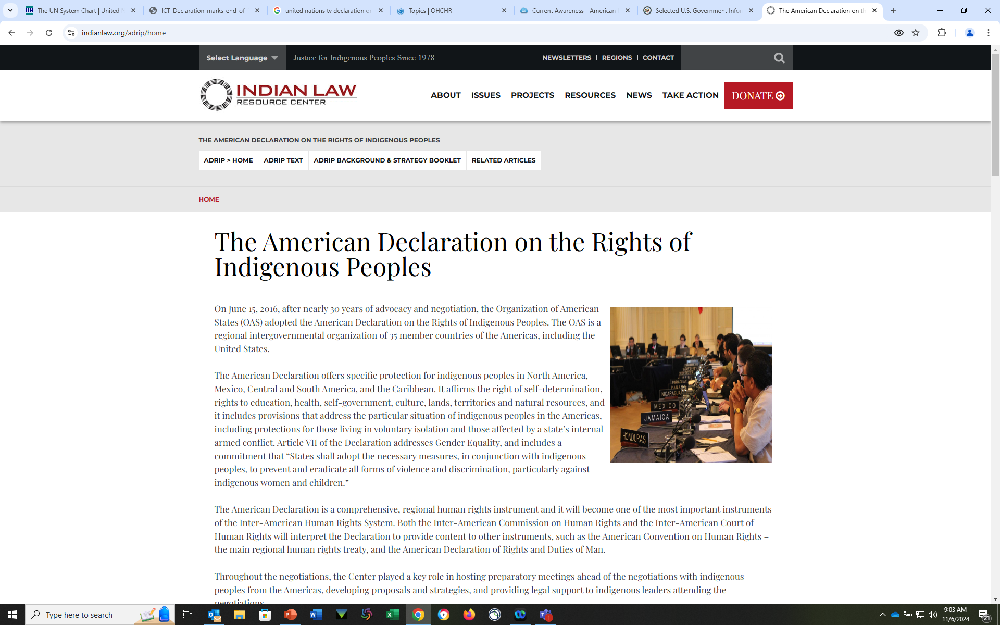 The UN System Chart | United N
ICT_Declaration_marks_end_of_
united nations tv declaration on
Topics | OHCHR
Current Awareness - American
Selected U.S. Government Infor
The American Declaration on th
indianlaw.org/adrip/home
Select Language
Justice for Indigenous Peoples Since 1978
NEWSLETTERS | REGIONS | CONTACT
INDIAN LAW
RESOURCE CENTER
ABOUT ISSUES PROJECTS RESOURCES NEWS TAKE ACTION DONATE
THE AMERICAN DECLARATION ON THE RIGHTS OF INDIGENOUS PEOPLES
ADRIP > HOME ADRIP TEXT ADRIP BACKGROUND & STRATEGY BOOKLET RELATED ARTICLES
HOME
The American Declaration on the Rights of
Indigenous Peoples
On June 15, 2016, after nearly 30 years of advocacy and negotiation, the Organization of American
States (OAS) adopted the American Declaration on the Rights of Indigenous Peoples. The OAS is a
regional intergovernmental organization of 35 member countries of the Americas, including the
United States.
The American Declaration offers specific protection for indigenous peoples in North America,
Mexico, Central and South America, and the Caribbean. It affirms the right of self-determination,
rights to education, health, self-government, culture, lands, territories and natural resources, and
it includes provisions that address the particular situation of indigenous peoples in the Americas,
including protections for those living in voluntary isolation and those affected by a state's internal
armed conflict. Article VII of the Declaration addresses Gender Equality, and includes a
commitment that “States shall adopt the necessary measures, in conjunction with indigenous
peoples, to prevent and eradicate all forms of violence and discrimination, particularly against
indigenous women and children.”
PARAGUAY
PANAMA
NICARAGUA
MEXICO
JAMAICA
HONDURAS
The American Declaration is a comprehensive, regional human rights instrument and it will become one of the most important instruments
of the Inter-American Human Rights System. Both the Inter-American Commission on Human Rights and the Inter-American Court of
Human Rights will interpret the Declaration to provide content to other instruments, such as the American Convention on Human Rights –
the main regional human rights treaty, and the American Declaration of Rights and Duties of Man.
Throughout the negotiations, the Center played a key role in hosting preparatory meetings ahead of the negotiations with indigenous
peoples from the Americas, developing proposals and strategies, and providing legal support to indigenous leaders attending the
negotiations.
Type here to search
9:03 AM
11/6/2024
21